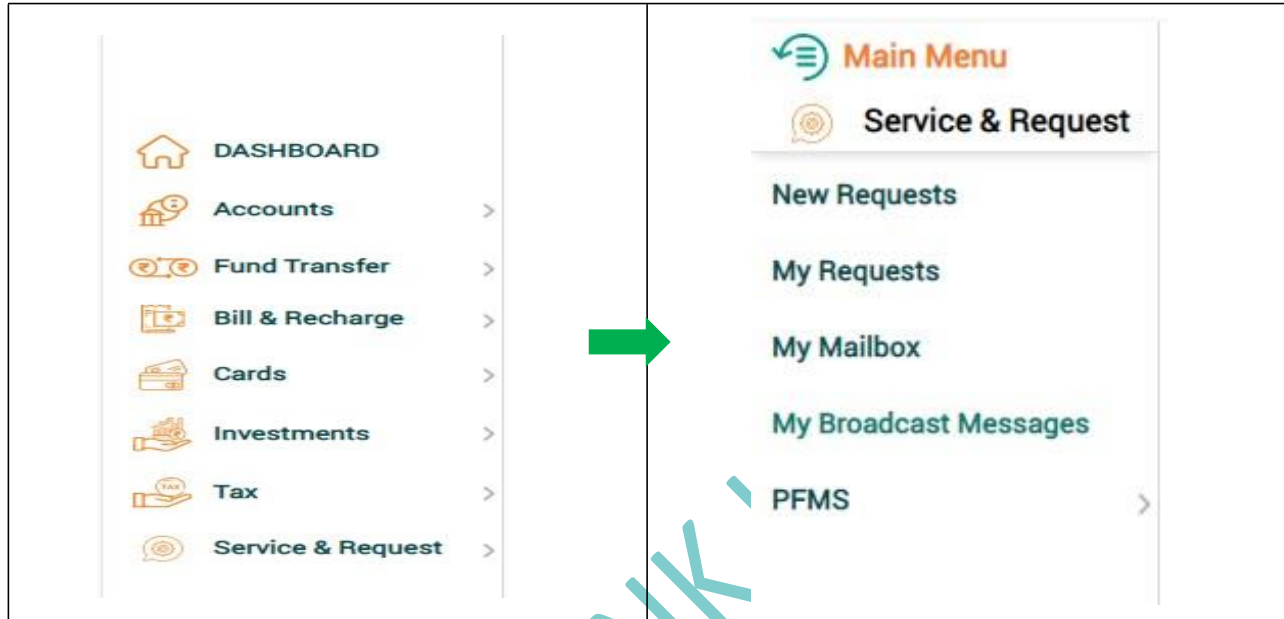 DASHBOARD
Accounts
Fund Transfer
Bill & Recharge
Cards
Investments
Tax
Service & Request
Main Menu
Service & Request
New Requests
My Requests
My Mailbox
My Broadcast Messages
PFMS